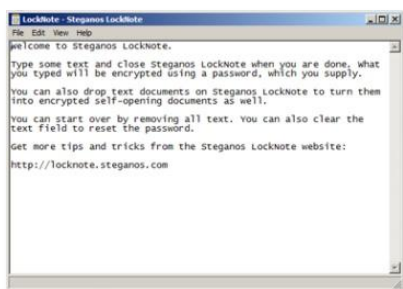 LockNote - Steganos LockNote
File Edit View Help
Welcome to Steganos LockNote.
Type some text and close Steganos LockNote when you are done. What
you typed will be encrypted using a password, which you supply.
You can also drop text documents on Steganos LockNote to turn them
into encrypted self-opening documents as well.
You can start over by removing all text. You can also clear the
text field to reset the password.
Get more tips and tricks from the Steganos LockNote website:
http://locknote.steganos.com